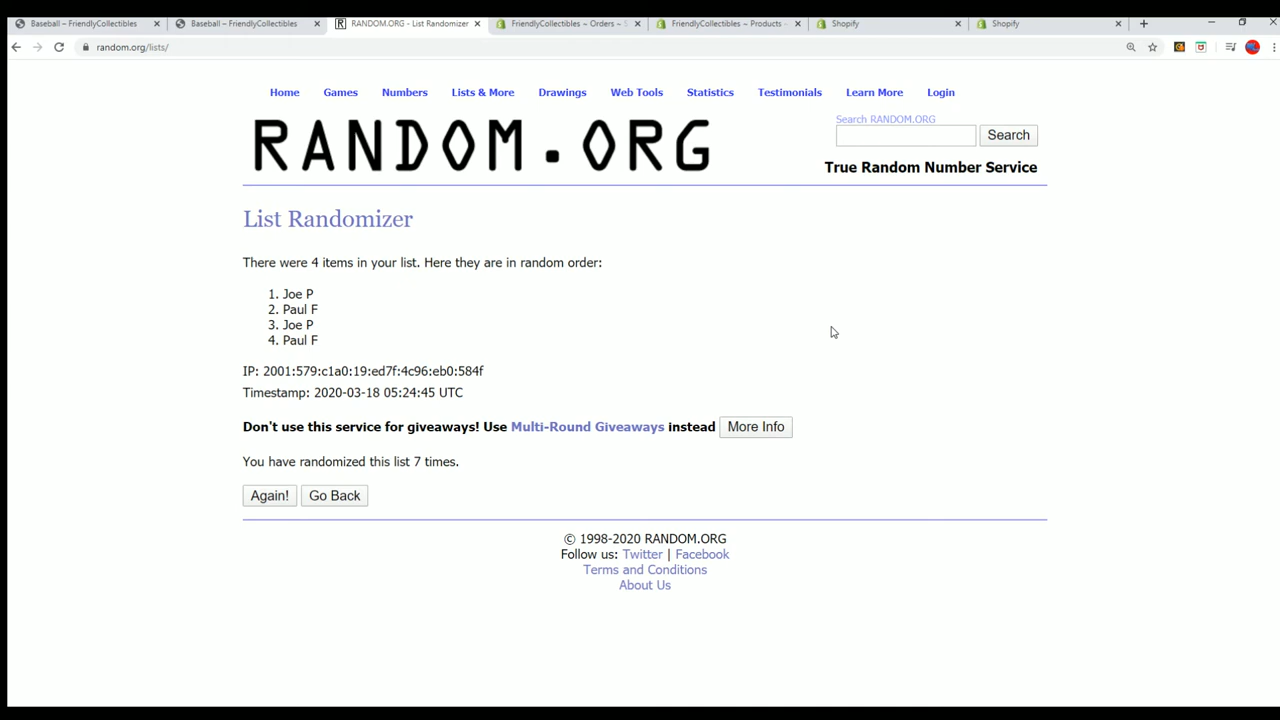 Baseball – FriendlyCollectibles
Baseball – FriendlyCollectibles
RANDOM.ORG - List Randomizer
FriendlyCollectibles ~ Orders ~ S
FriendlyCollectibles ~ Products ~
Shopify
Shopify
random.org/lists/
Home Games Numbers Lists & More Drawings Web Tools Statistics Testimonials Learn More Login
RANDOM.ORG
Search RANDOM.ORG
Search
True Random Number Service
List Randomizer
There were 4 items in your list. Here they are in random order:
1. Joe P
2. Paul F
3. Joe P
4. Paul F
IP: 2001:579:c1a0:19:ed7f:4c96:eb0:584f
Timestamp: 2020-03-18 05:24:45 UTC
Don't use this service for giveaways! Use Multi-Round Giveaways instead More Info
You have randomized this list 7 times.
Again! Go Back
© 1998-2020 RANDOM.ORG
Follow us: Twitter | Facebook
Terms and Conditions
About Us